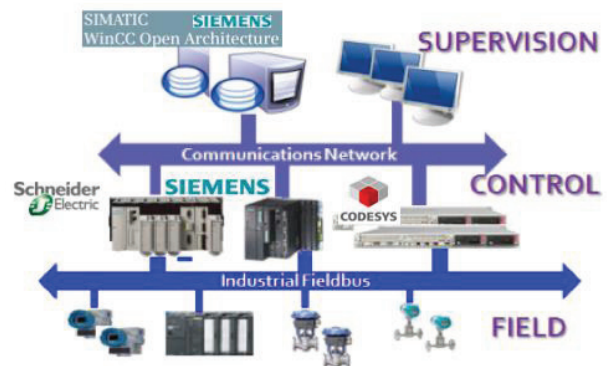 SIMATIC SIEMENS
WinCC Open Architecture
SUPERVISION
Communications Network
Schneider
Electric
SIEMENS
CODESYS
CONTROL
Industrial Fieldbus
FIELD